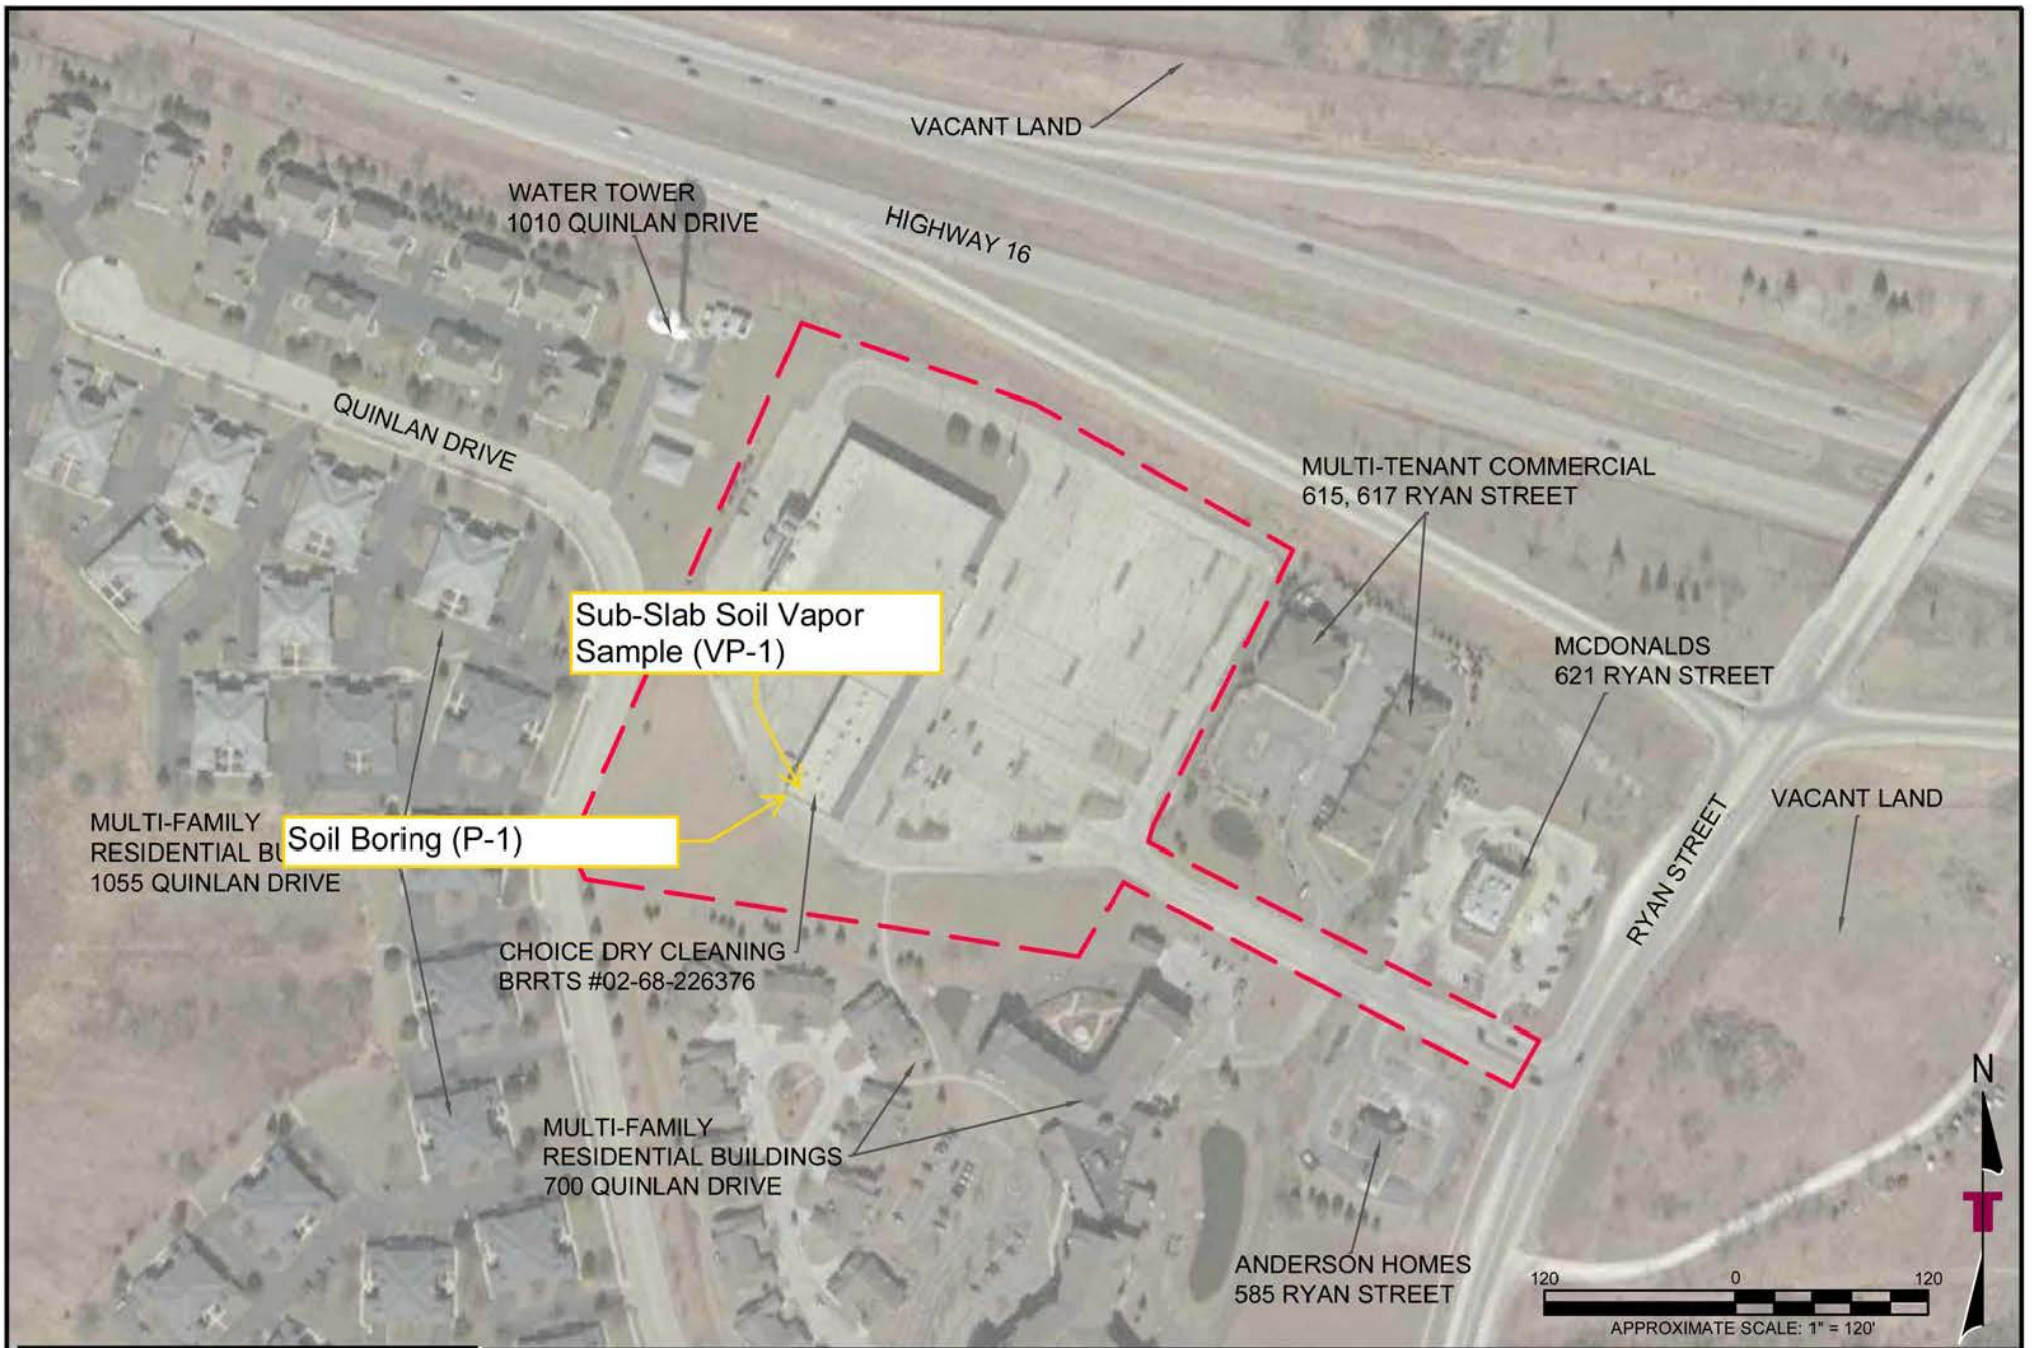 VACANT LAND
WATER TOWER
1010 QUINLAN DRIVE
HIGHWAY 16
QUINLAN DRIVE
MULTI-TENANT COMMERCIAL
615, 617 RYAN STREET
Sub-Slab Soil Vapor
Sample (VP-1)
MCDONALDS
621 RYAN STREET
VACANT LAND
RYAN STREET
MULTI-FAMILY
RESIDENTIAL BU
1055 QUINLAN DRIVE
Soil Boring (P-1)
CHOICE DRY CLEANING
BRRTS #02-68-226376
MULTI-FAMILY
RESIDENTIAL BUILDINGS
700 QUINLAN DRIVE
ANDERSON HOMES
585 RYAN STREET
N
T
120 0 120
APPROXIMATE SCALE: 1" = 120'